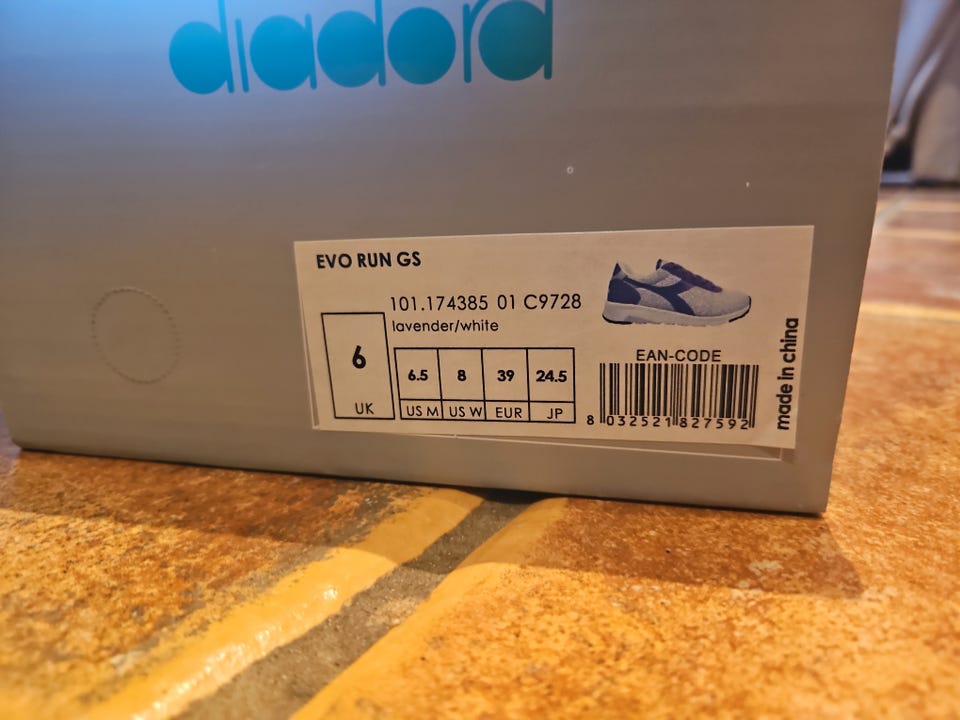 diadora
EVO RUN GS
101.174385 01 C9728
lavender/white
6
UK
6.5 8 39 24.5
US M US W EUR JP
EAN-CODE
8 032521 827592
made in china